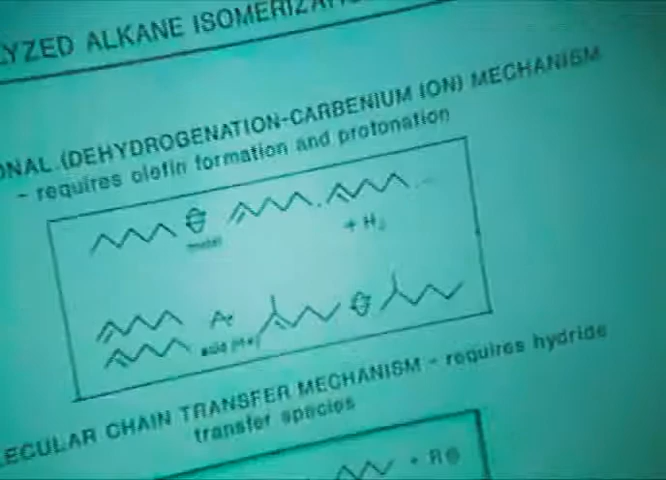 LYZED ALKANE ISOMERIZAT
ONAL (DEHYDROGENATION-CARBENIUM ION) MECHANISM
- requires olefin formation and protonation
metal
+ H₂
acid (H+)
LECULAR CHAIN TRANSFER MECHANISM - requires hydride
transfer species
+ R⊕